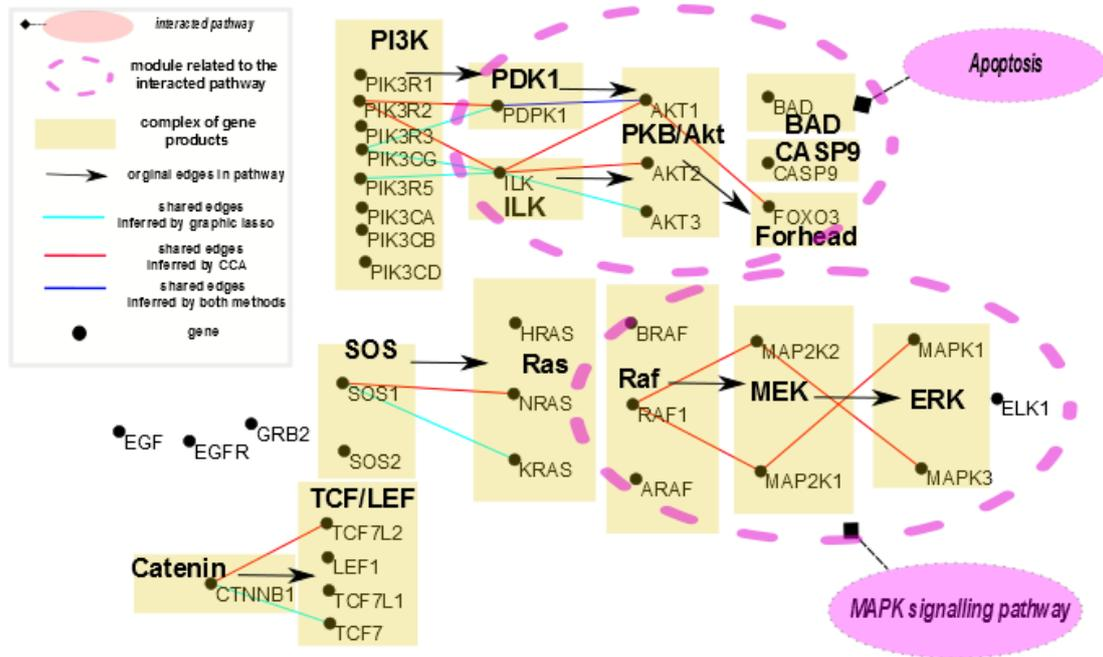 interacted pathway
module related to the
interacted pathway
complex of gene
products
orginal edges in pathway
shared edges
inferred by graphic lasso
shared edges
inferred by CCA
shared edges
inferred by both methods
gene
PI3K
PIK3R1
PIK3R2
PIK3R3
PIK3CG
PIK3R5
PIK3CA
PIK3CB
PIK3CD
PDK1
PDPK1
ILK
ILK
AKT1
PKB/Akt
AKT2
AKT3
BAD
BAD
CASP9
CASP9
FOXO3
Forhead
Apoptosis
SOS
SOS1
SOS2
HRAS
Ras
NRAS
KRAS
BRAF
Raf
RAF1
ARAF
MAP2K2
MEK
MAP2K1
MAPK1
ERK
MAPK3
ELK1
EGF
EGFR
GRB2
TCF/LEF
TCF7L2
LEF1
TCF7L1
TCF7
Catenin
CTNNB1
MAPK signalling pathway